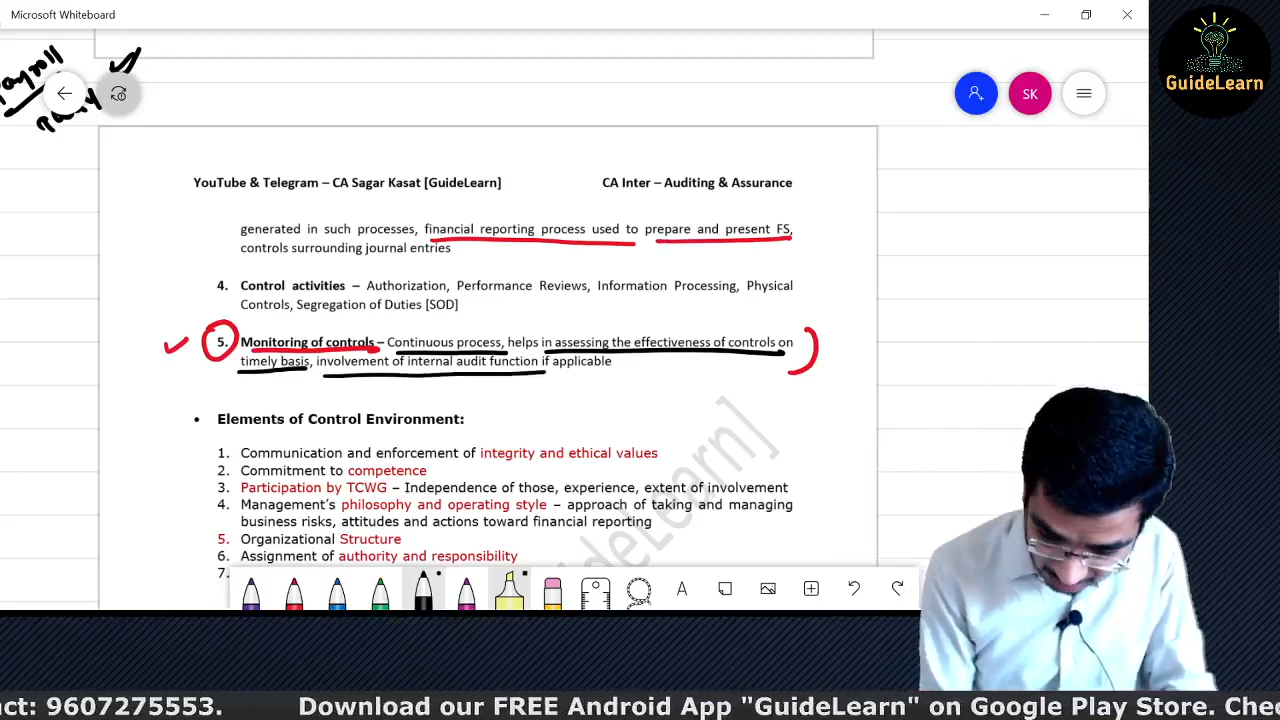 Microsoft Whiteboard
GuideLearn
SK
YouTube & Telegram – CA Sagar Kasat [GuideLearn]
CA Inter – Auditing & Assurance
generated in such processes, financial reporting process used to prepare and present FS,
controls surrounding journal entries
4. Control activities – Authorization, Performance Reviews, Information Processing, Physical
Controls, Segregation of Duties [SOD]
5. Monitoring of controls – Continuous process, helps in assessing the effectiveness of controls on
timely basis, involvement of internal audit function if applicable
• Elements of Control Environment:
1. Communication and enforcement of integrity and ethical values
2. Commitment to competence
3. Participation by TCWG – Independence of those, experience, extent of involvement
4. Management's philosophy and operating style – approach of taking and managing
business risks, attitudes and actions toward financial reporting
5. Organizational Structure
6. Assignment of authority and responsibility
7.
act: 9607275553. Download our FREE Android App "GuideLearn" on Google Play Store. Che